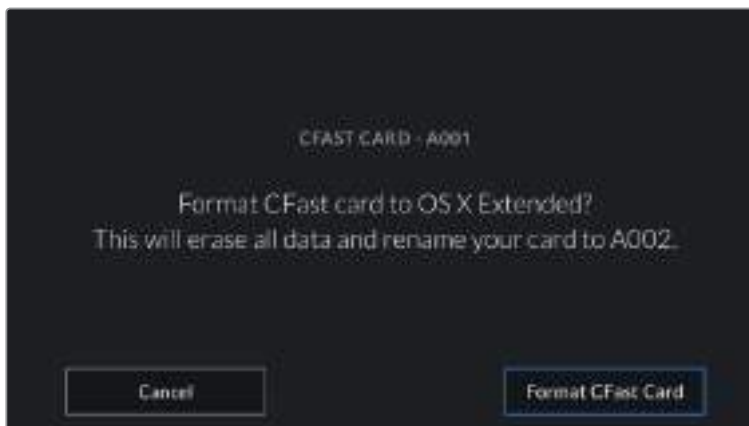 CFAST CARD - A001
Format CFast card to OS X Extended?
This will erase all data and rename your card to A002.
Cancel
Format CFast Card